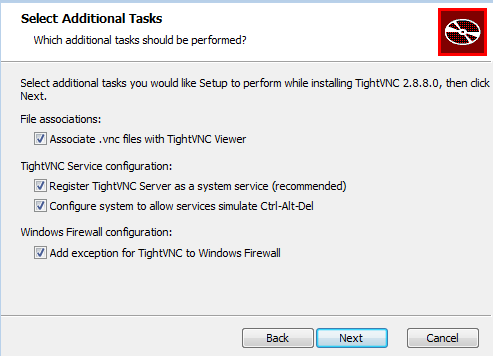 Select Additional Tasks
Which additional tasks should be performed?
Select additional tasks you would like Setup to perform while installing TightVNC 2.8.8.0, then click
Next.
File associations:
Associate .vnc files with TightVNC Viewer
TightVNC Service configuration:
Register TightVNC Server as a system service (recommended)
Configure system to allow services simulate Ctrl-Alt-Del
Windows Firewall configuration:
Add exception for TightVNC to Windows Firewall
Back
Next
Cancel